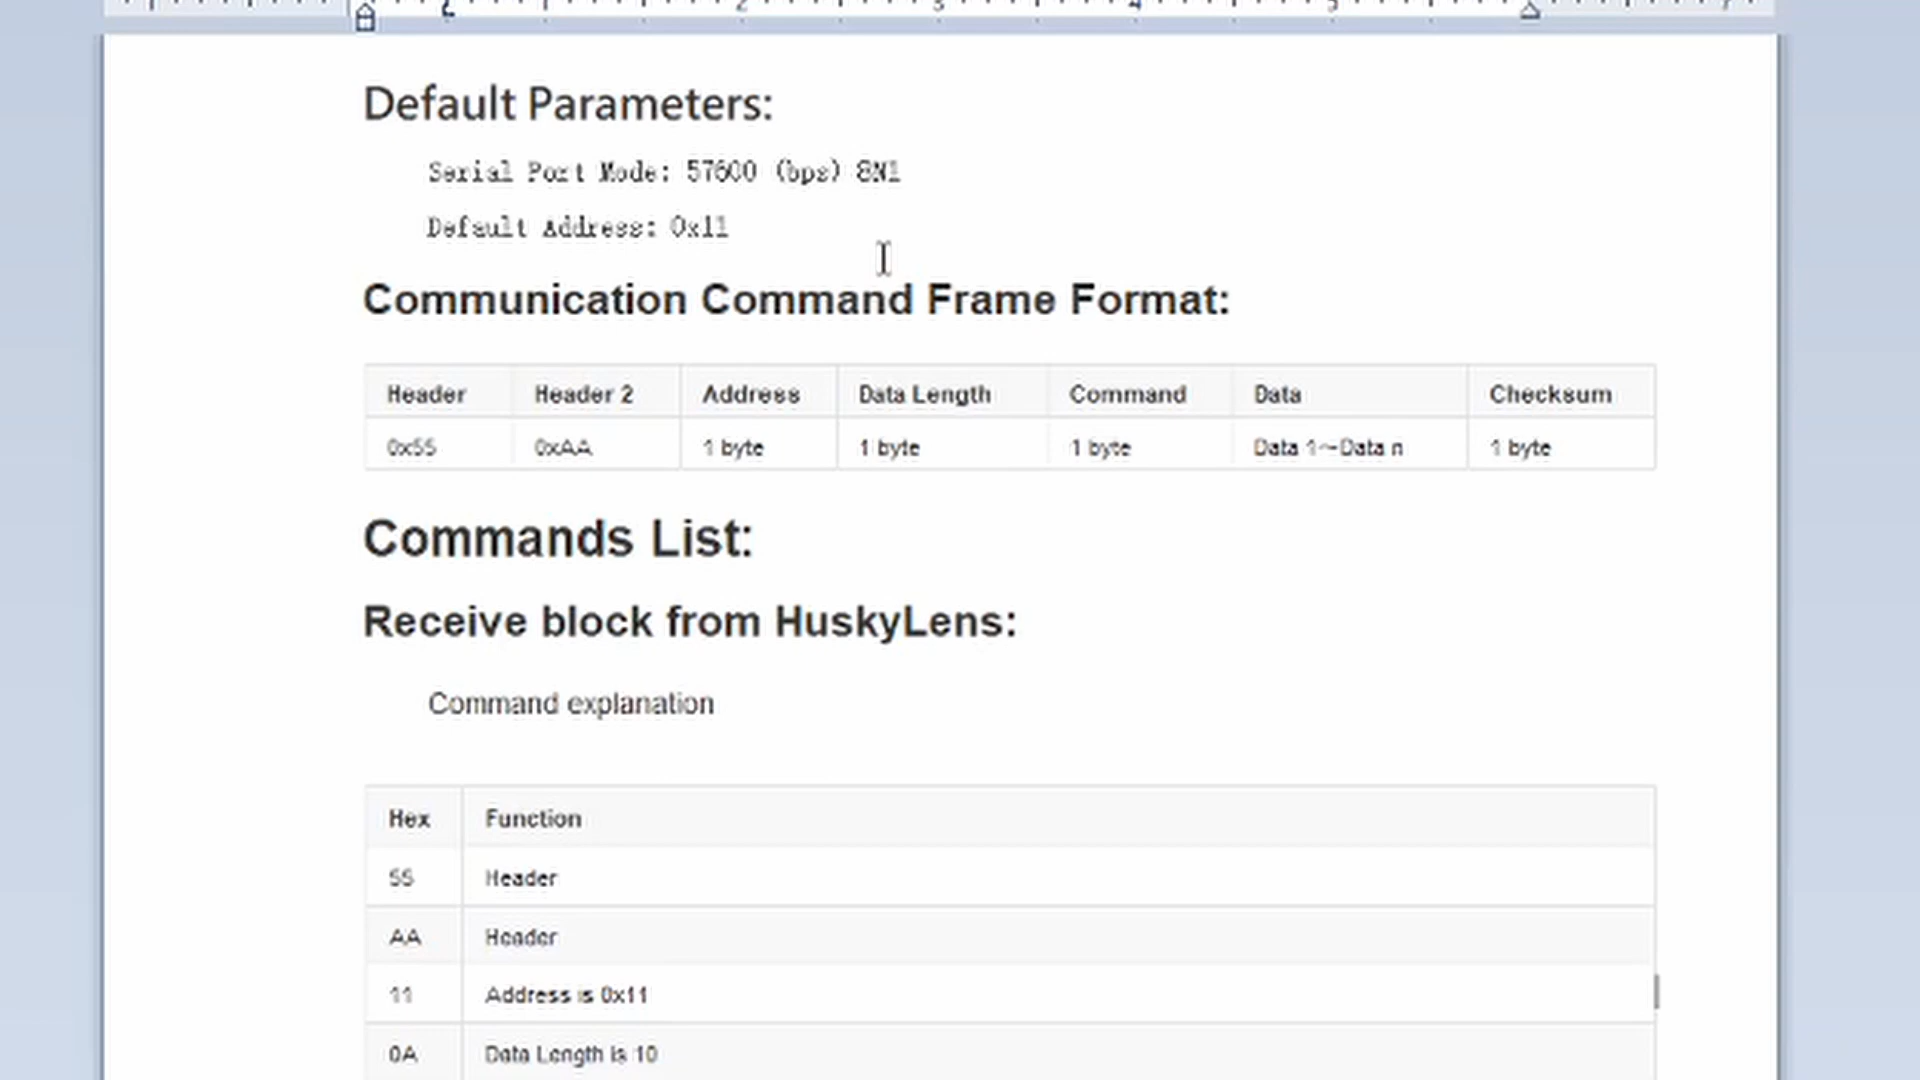 Default Parameters:
Serial Port Mode: 57600 (bps) 8N1
Default Address: 0x11
Communication Command Frame Format:
Header Header 2 Address Data Length Command Data Checksum
0x55 0xAA 1 byte 1 byte 1 byte Data 1~Data n 1 byte
Commands List:
Receive block from HuskyLens:
Command explanation
Hex Function
55 Header
AA Header
11 Address is 0x11
0A Data Length is 10